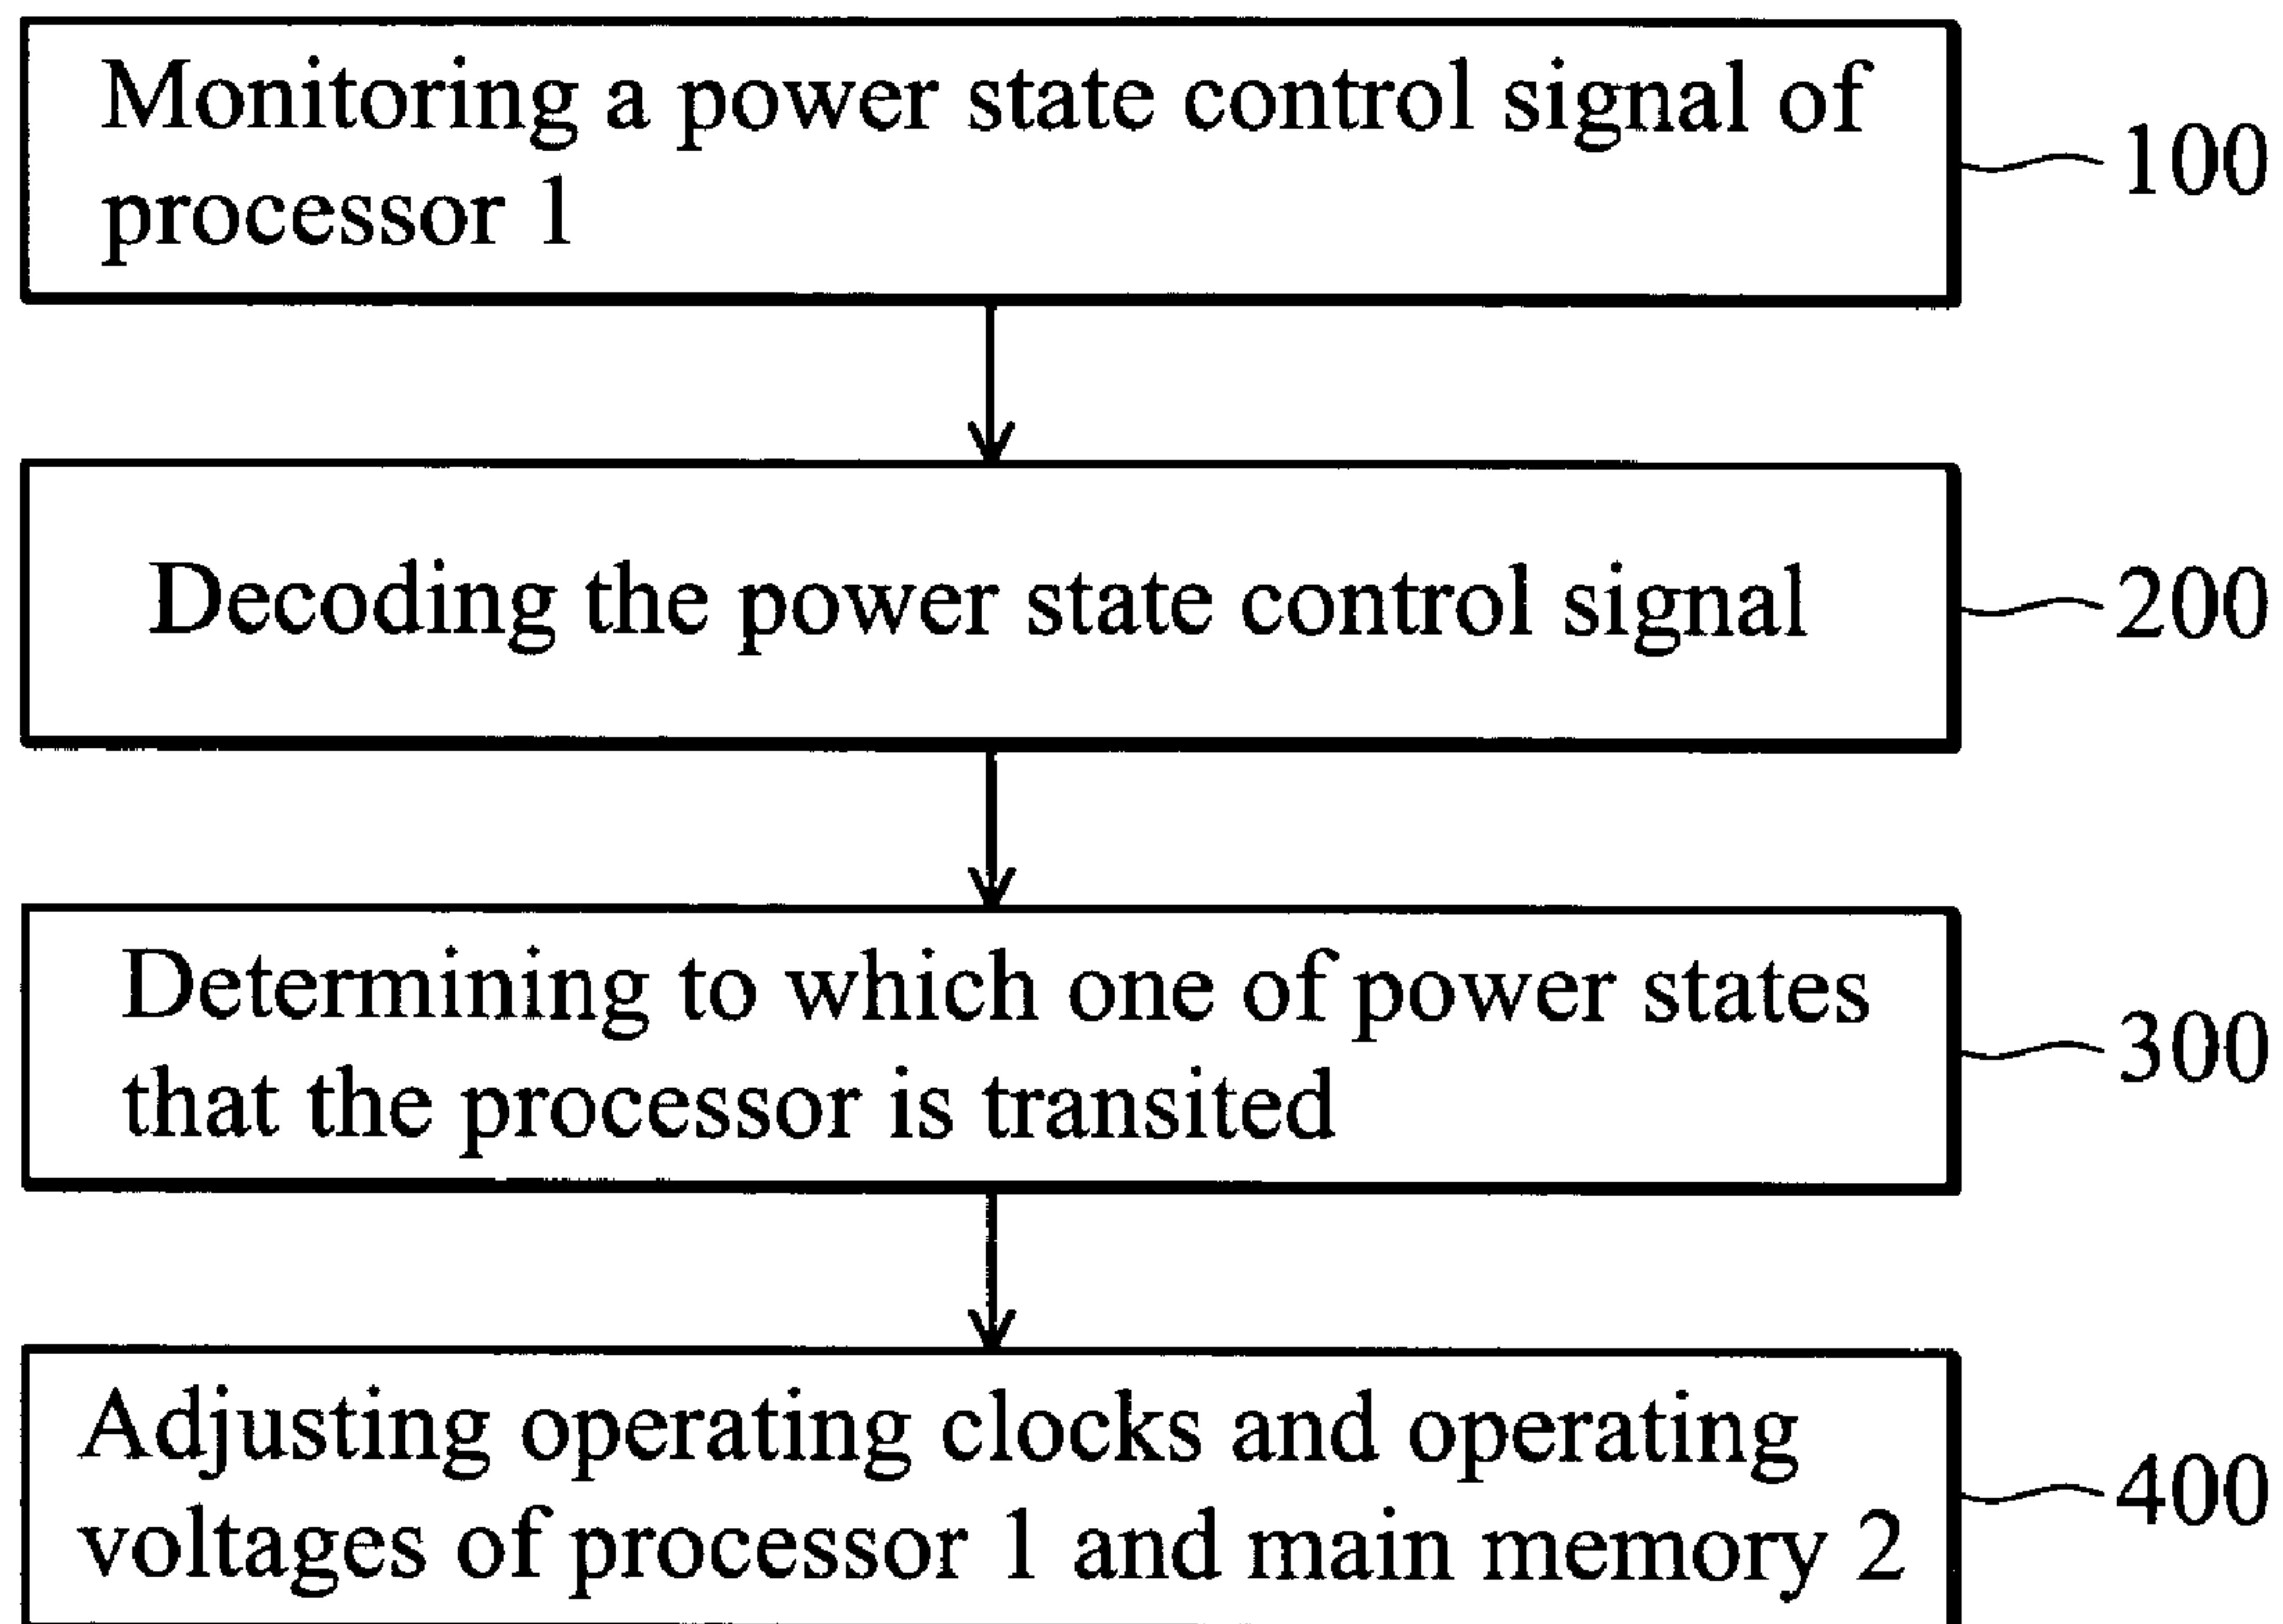 Monitoring a power state control signal of
processor 1
100
Decoding the power state control signal
200
Determining to which one of power states
that the processor is transited
300
Adjusting operating clocks and operating
voltages of processor 1 and main memory 2
400